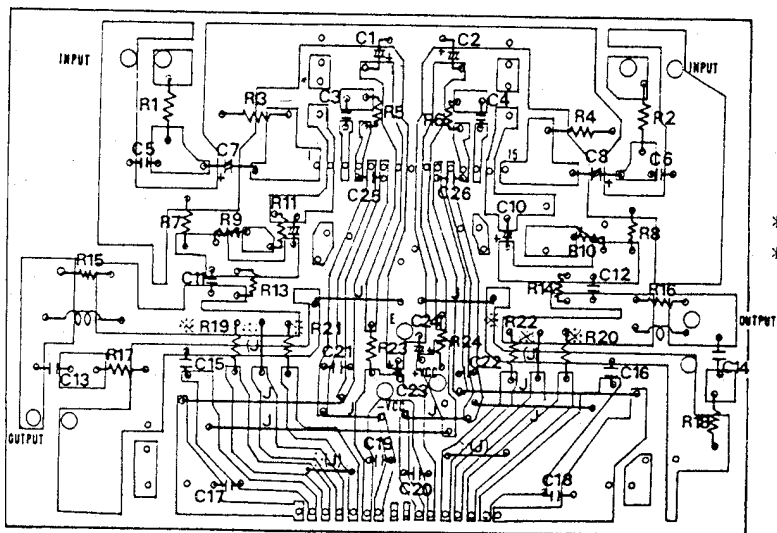 C1 C2
INPUT INPUT
R1 R3 C3 R5 R6 C4 R4 R2
C5 C7 1 15 C8 C6
C25 C26
R7 R9 R11 C10 R10 R8
R15 C11 R13 R14 C12 R16
J J
R19 (J) R21 E C24 R24 R22 (J) R20 OUTPUT
C13 R17 C15 C21 R23 C23 +VCC C22 C16 C14
J J -VCC J J J
OUTPUT J R18
C19 (J) (J)
C17 C20 C18